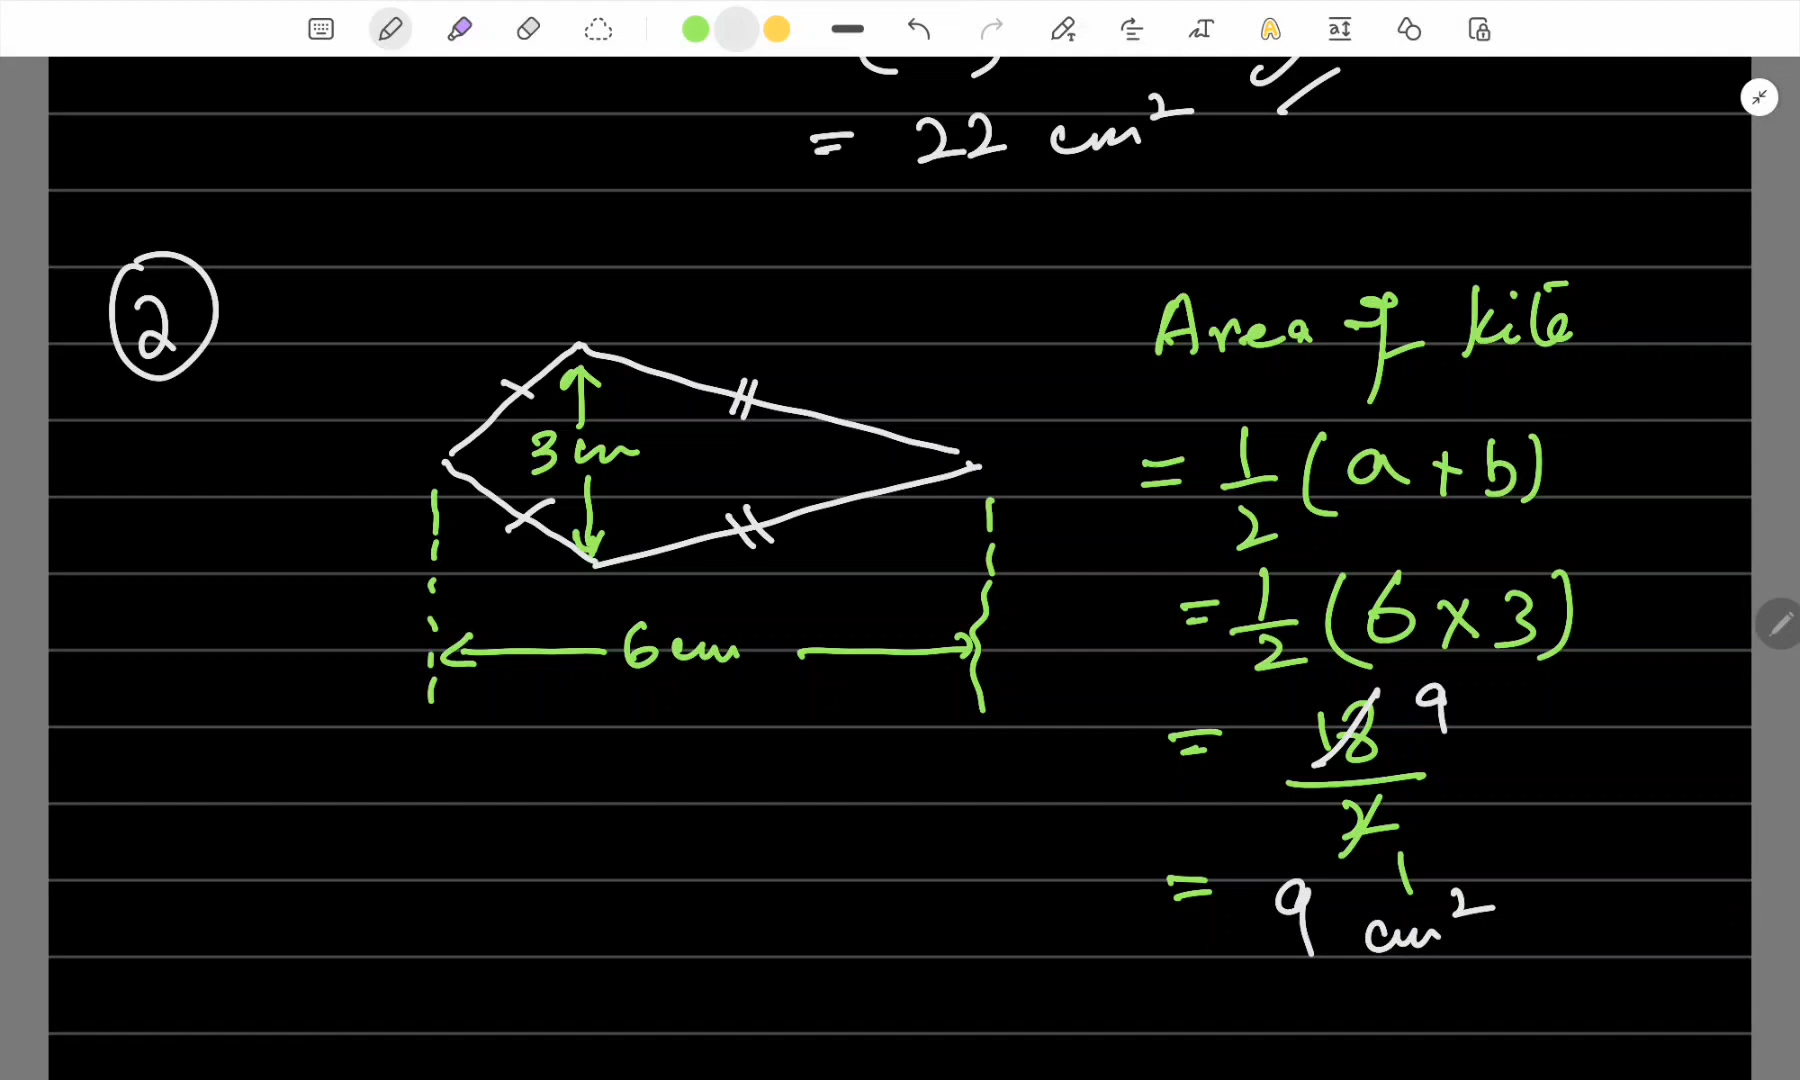 ( )
= 22 cm²
2
Area of kite
3 cm
= 1/2 (a + b)
= 1/2 (6 x 3)
6 cm
= 18/2 9 1
= 9 cm²